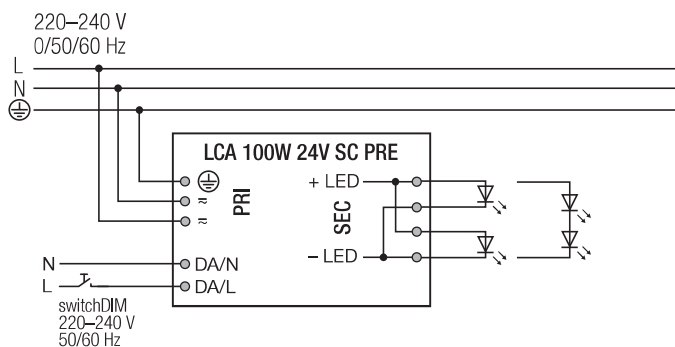 220–240 V
0/50/60 Hz
L
N
LCA 100W 24V SC PRE
PRI
SEC
+ LED
– LED
N
DA/N
L
DA/L
switchDIM
220–240 V
50/60 Hz